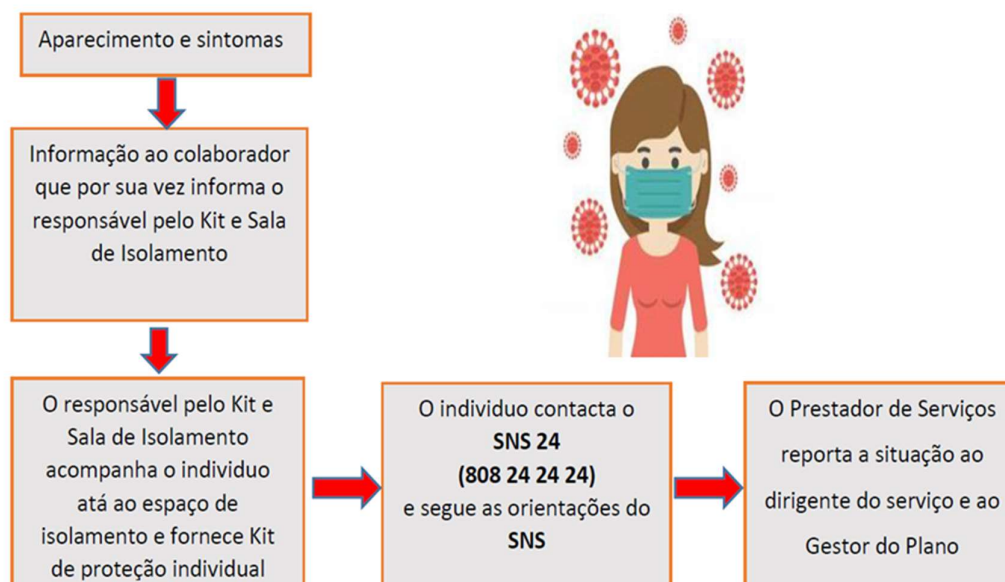 Aparecimento e sintomas
Informação ao colaborador
que por sua vez informa o
responsável pelo Kit e Sala
de Isolamento
O responsável pelo Kit e
Sala de Isolamento
acompanha o individuo
atá ao espaço de
isolamento e fornece Kit
de proteção individual
O individuo contacta o
SNS 24
(808 24 24 24)
e segue as orientações do
SNS
O Prestador de Serviços
reporta a situação ao
dirigente do serviço e ao
Gestor do Plano